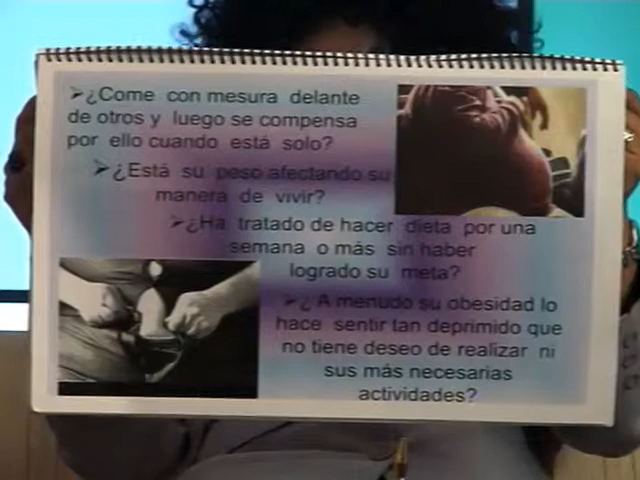 ➤¿Come con mesura delante
de otros y luego se compensa
por ello cuando está solo?
➤¿Está su peso afectando su
manera de vivir?
➤¿Ha tratado de hacer dieta por una
semana o más sin haber
logrado su meta?
➤¿A menudo su obesidad lo
hace sentir tan deprimido que
no tiene deseo de realizar ni
sus más necesarias
actividades?